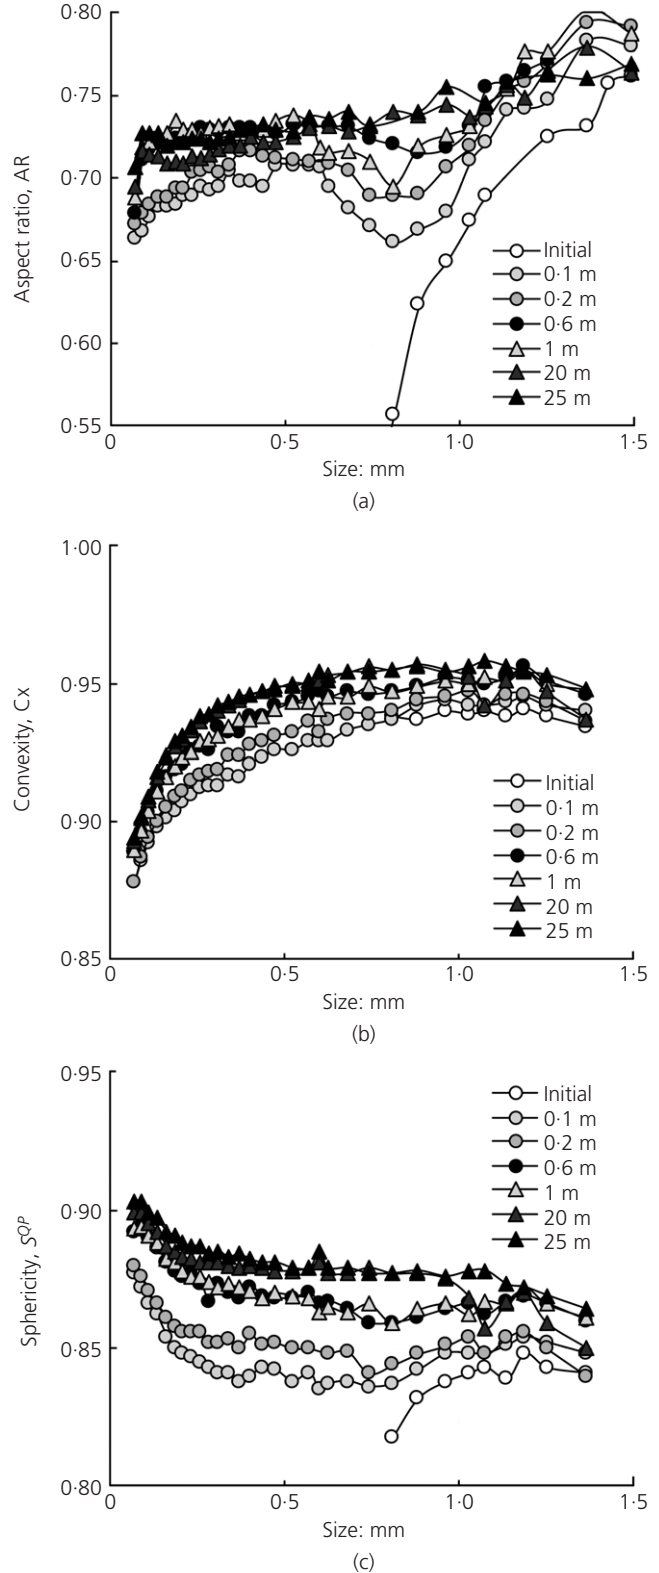 0·80
0·75
0·70
0·65
0·60
0·55
Aspect ratio, AR
Initial
0·1 m
0·2 m
0·6 m
1 m
20 m
25 m
0 0·5 1·0 1·5
Size: mm
(a)
1·00
0·95
0·90
0·85
Convexity, Cx
Initial
0·1 m
0·2 m
0·6 m
1 m
20 m
25 m
0 0·5 1·0 1·5
Size: mm
(b)
0·95
0·90
0·85
0·80
Sphericity, S^QP
Initial
0·1 m
0·2 m
0·6 m
1 m
20 m
25 m
0 0·5 1·0 1·5
Size: mm
(c)